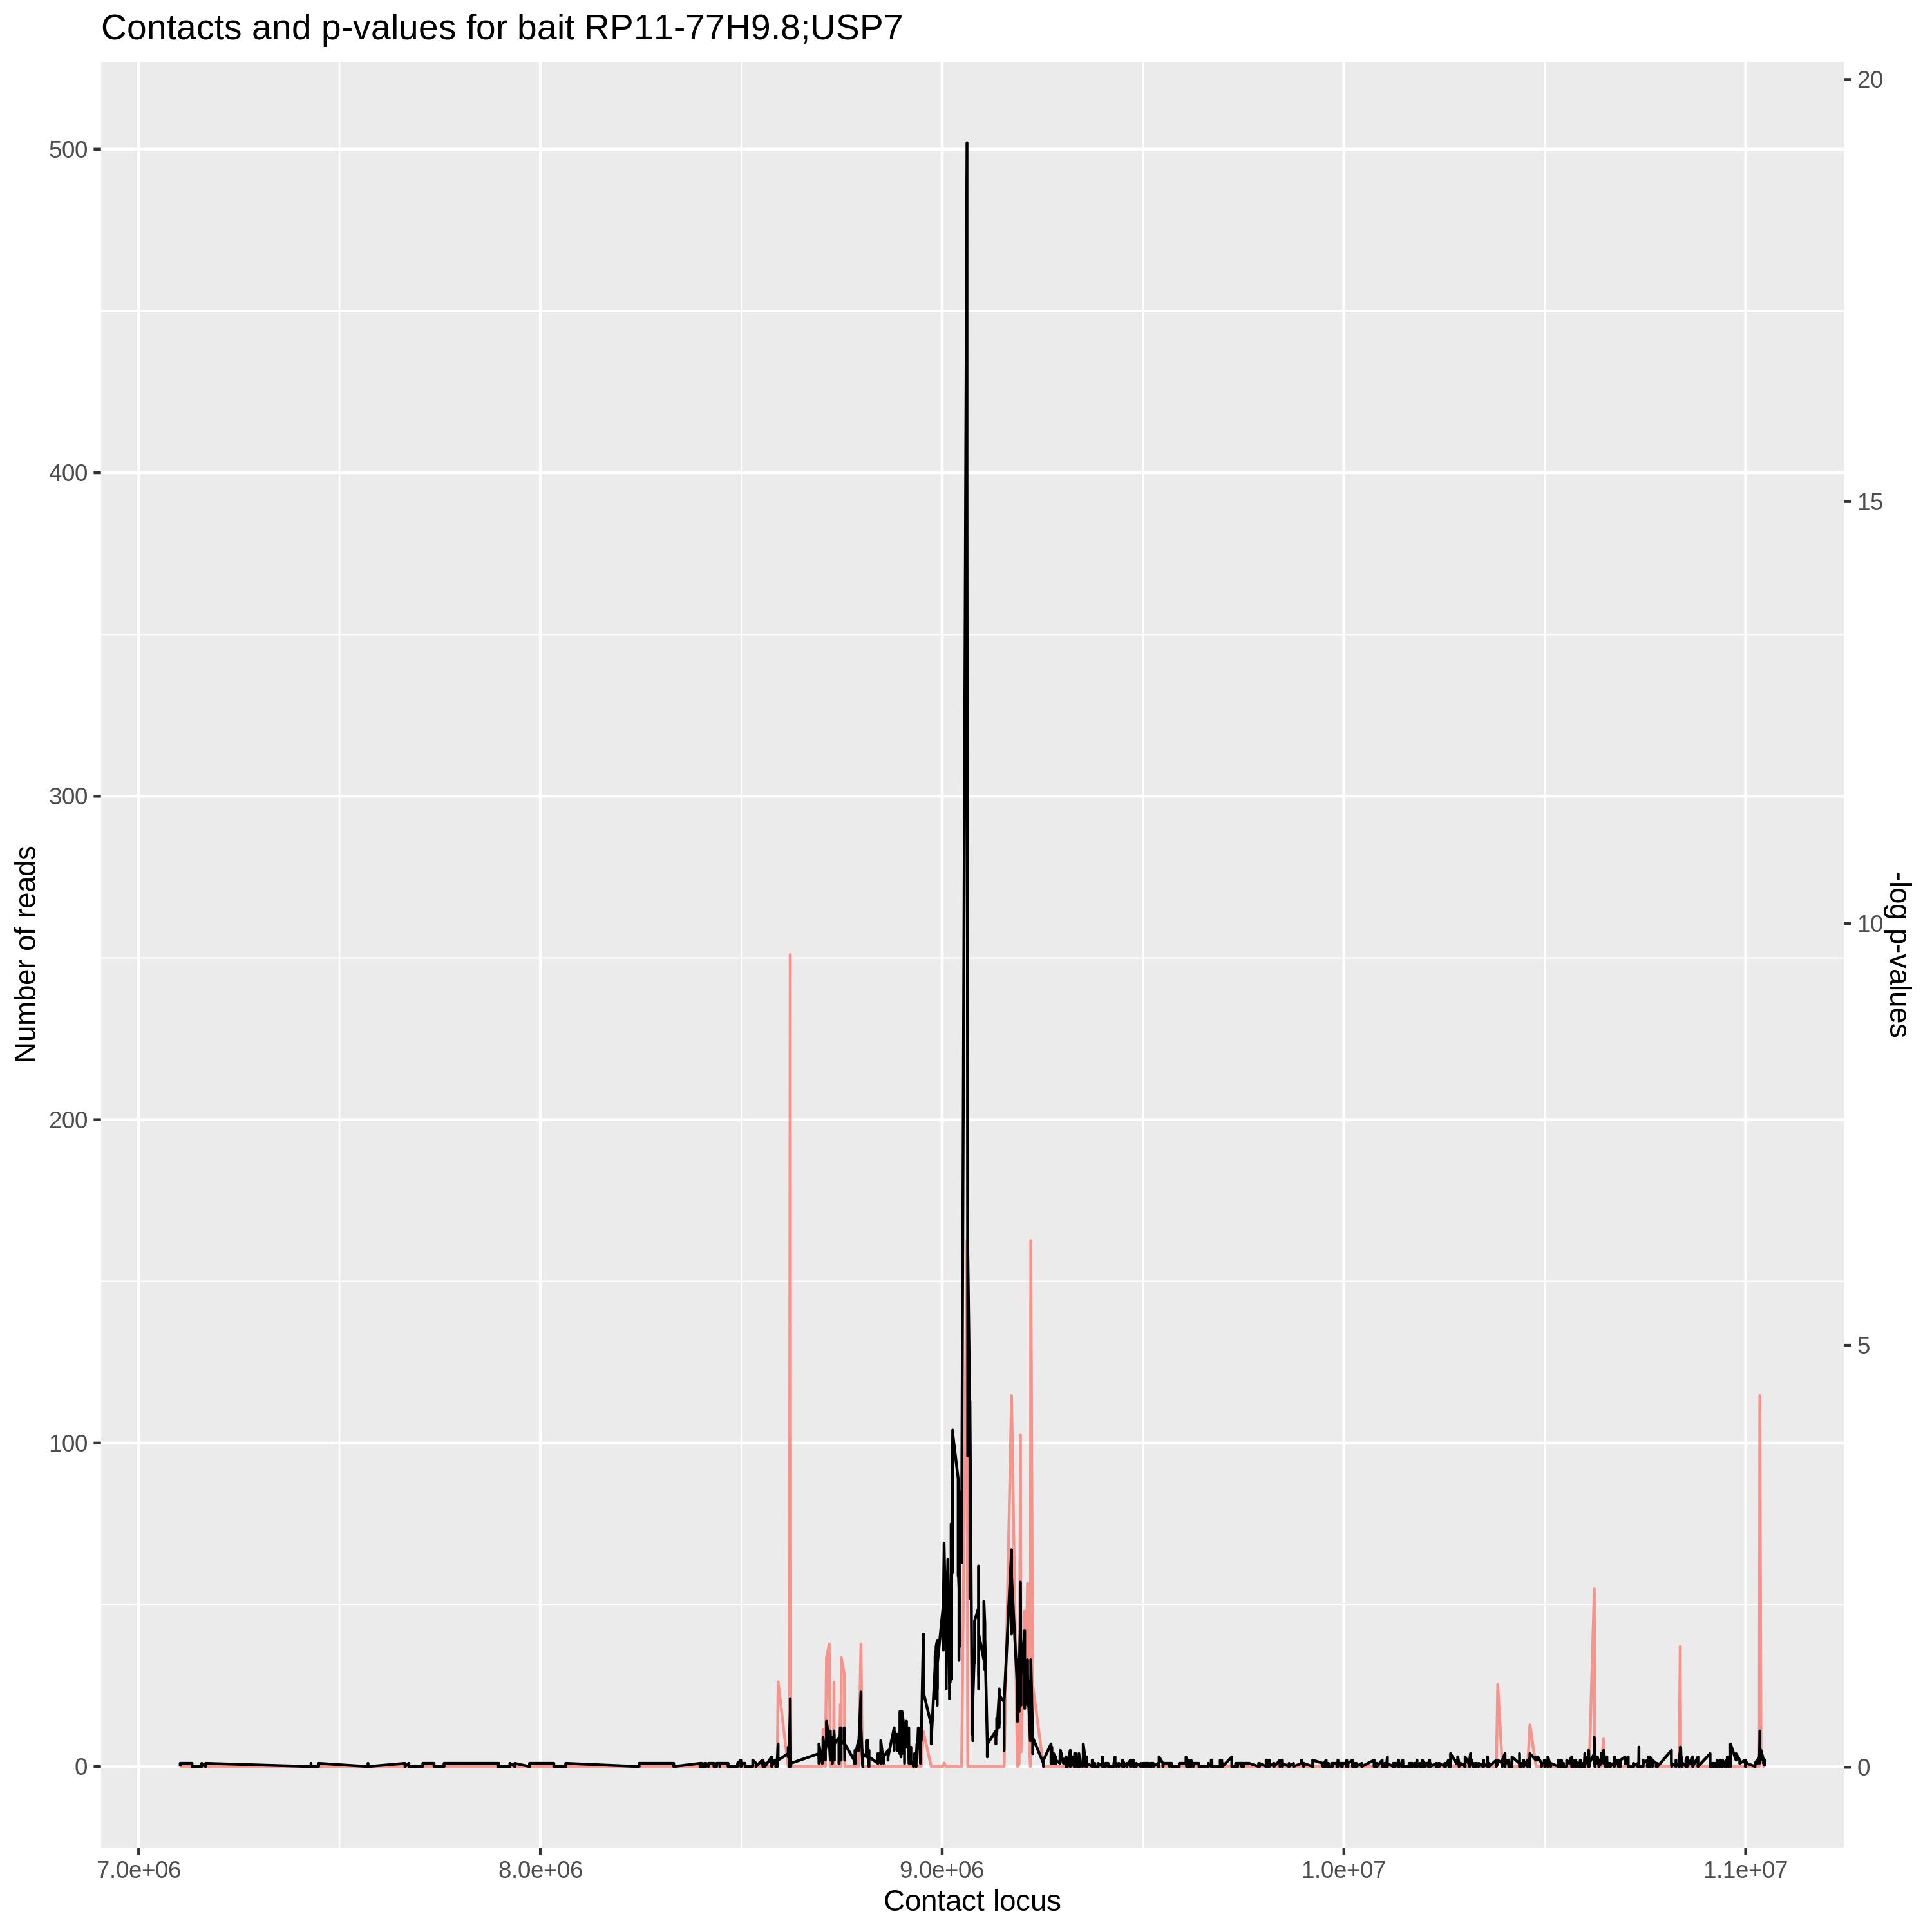 Contacts and p-values for bait RP11-77H9.8;USP7
20
500
400
15
300
Number of reads
10
-log p-values
200
5
100
0
0
7.0e+06
8.0e+06
9.0e+06
1.0e+07
1.1e+07
Contact locus